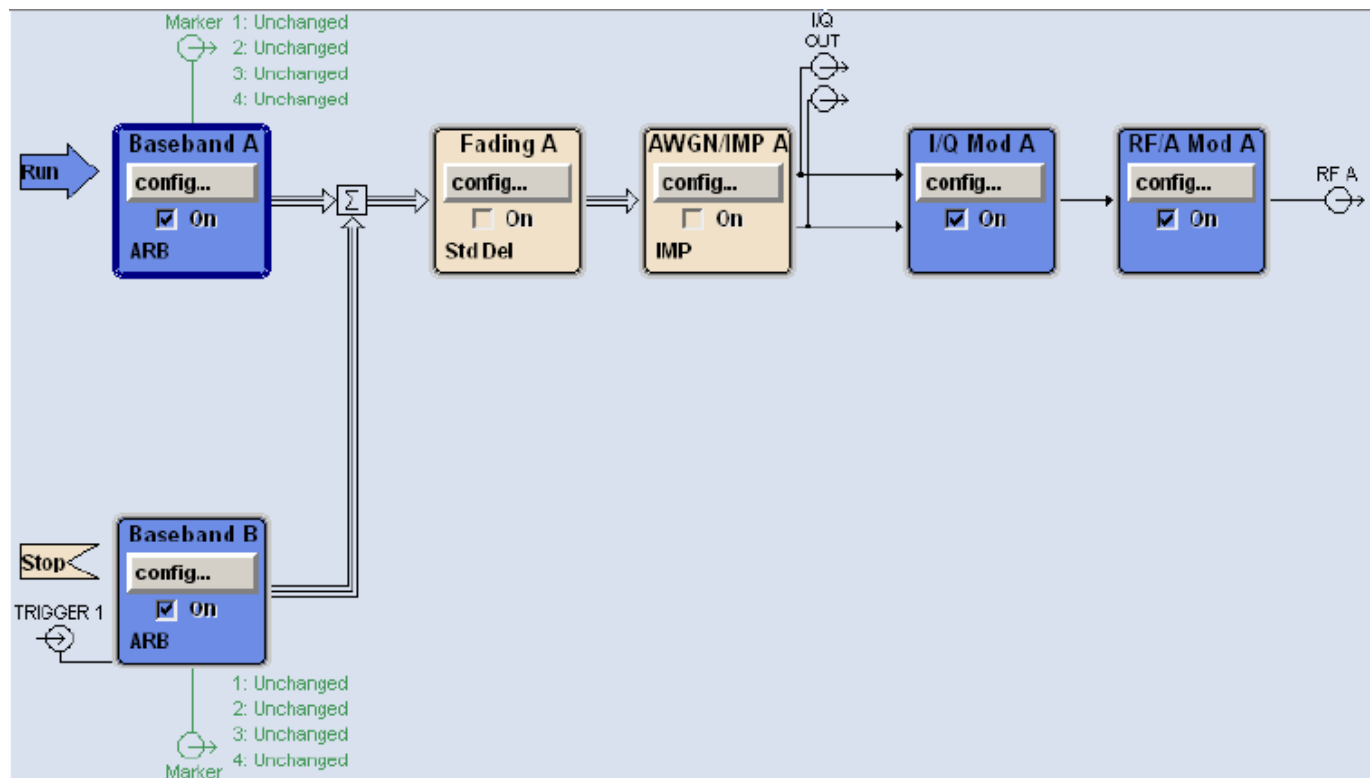 Marker 1: Unchanged
2: Unchanged
3: Unchanged
4: Unchanged
I/Q
OUT
Run
Baseband A
config...
On
ARB
Σ
Fading A
config...
On
Std Del
AWGN/IMP A
config...
On
IMP
I/Q Mod A
config...
On
RF/A Mod A
config...
On
RF A
Stop
TRIGGER 1
Baseband B
config...
On
ARB
1: Unchanged
2: Unchanged
3: Unchanged
4: Unchanged
Marker